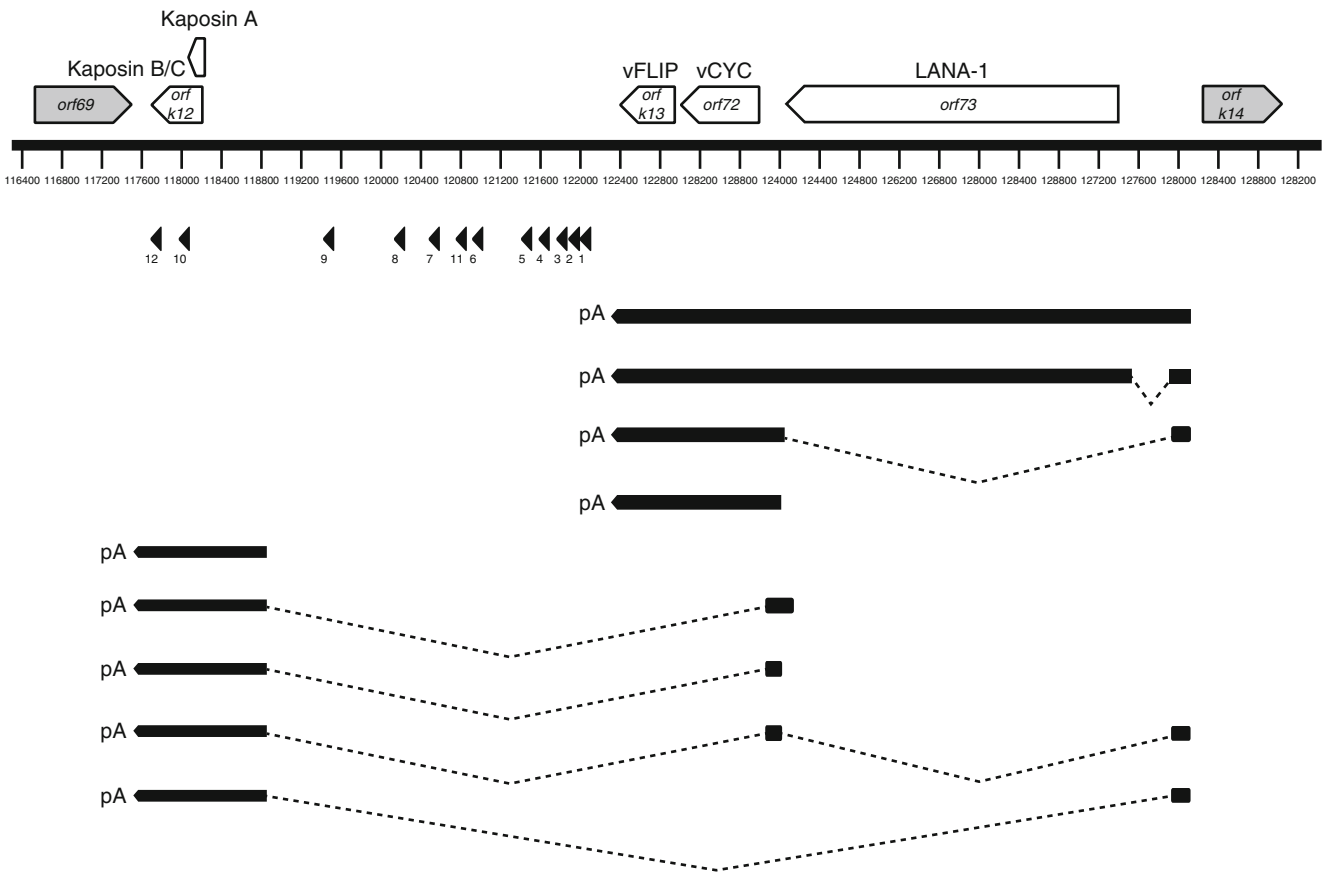 Kaposin A
Kaposin B/C
vFLIP
vCYC
LANA-1
orf69
orf
k12
orf
k13
orf72
orf73
orf
k14
116400 116800 117200 117600 118000 118400 118800 119200 119600 120000 120400 120800 121200 121600 122000 122400 122800 128200 128800 124000 124400 124800 126200 126800 128000 128400 128800 127200 127600 128000 128400 128800 128200
12 10 9 8 7 11 6 5 4 3 2 1
pA
pA
pA
pA
pA
pA
pA
pA
pA